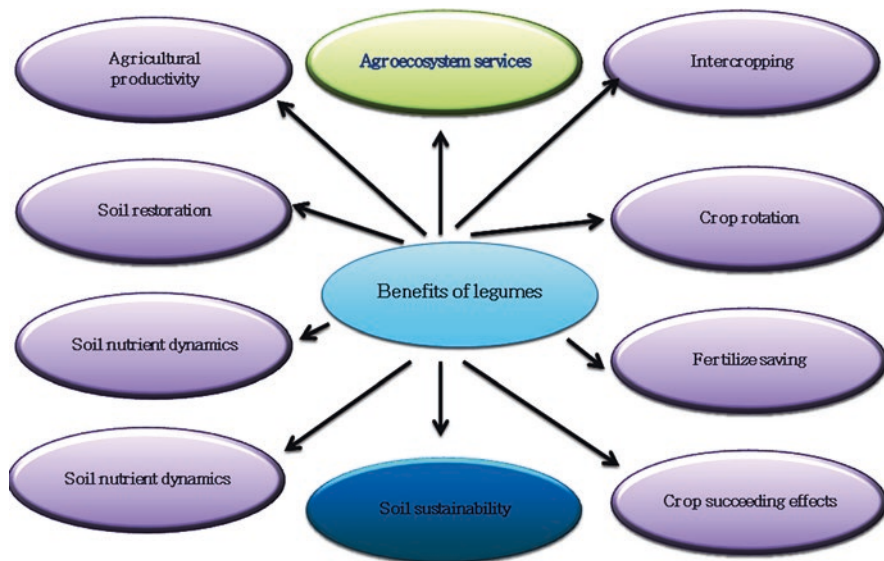 Agricultural
productivity
Agroecosystem services
Intercropping
Soil restoration
Crop rotation
Benefits of legumes
Soil nutrient dynamics
Fertilize saving
Soil nutrient dynamics
Soil sustainability
Crop succeeding effects